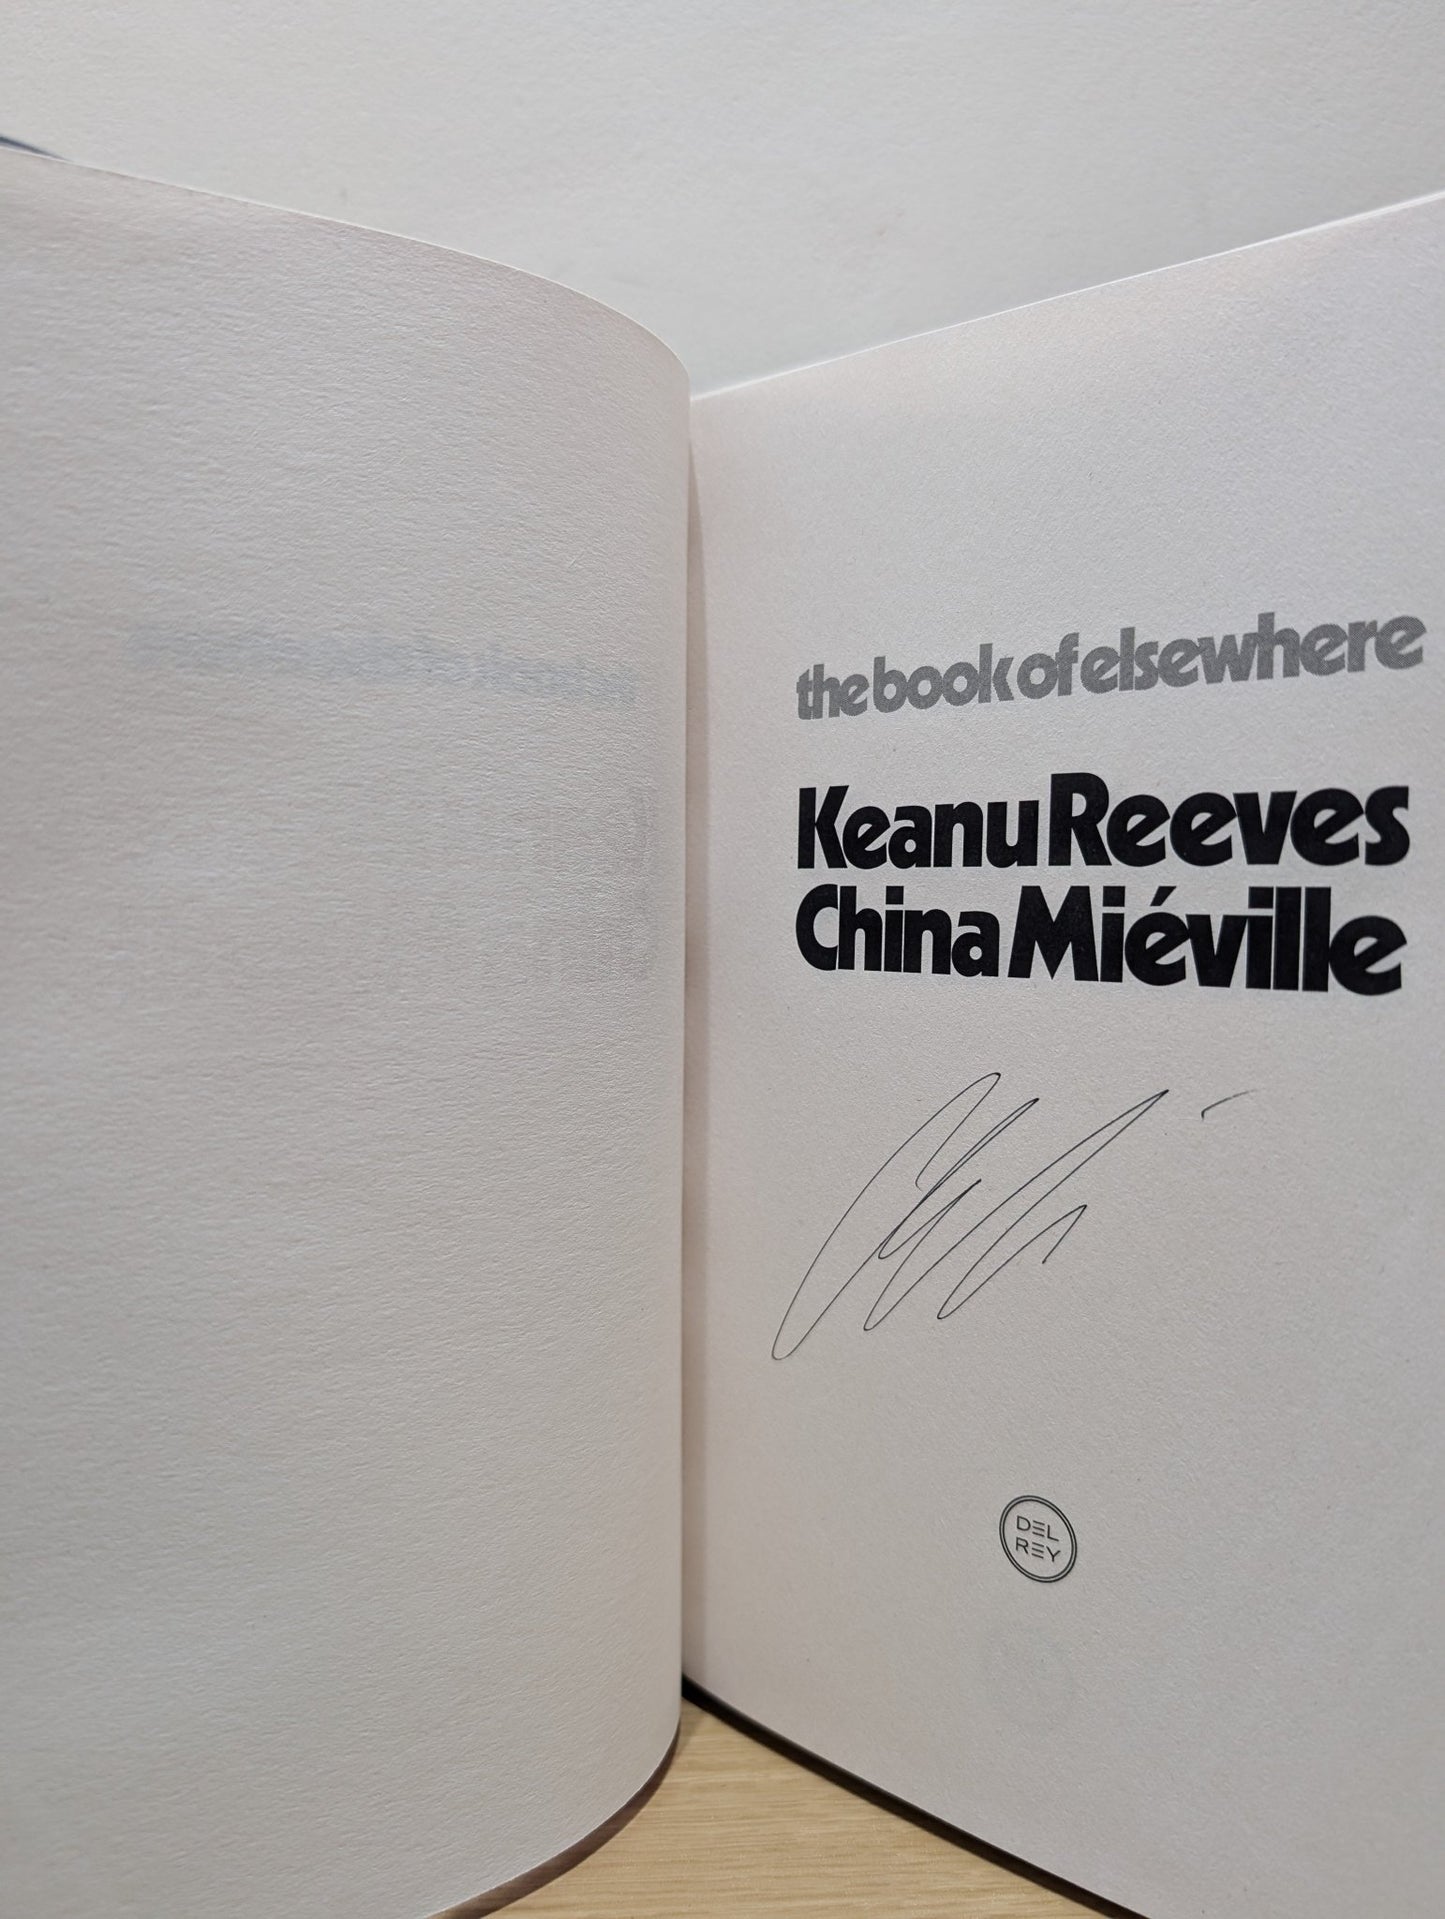 the book of elsewhere
Keanu Reeves
China Miéville
DEL
REY